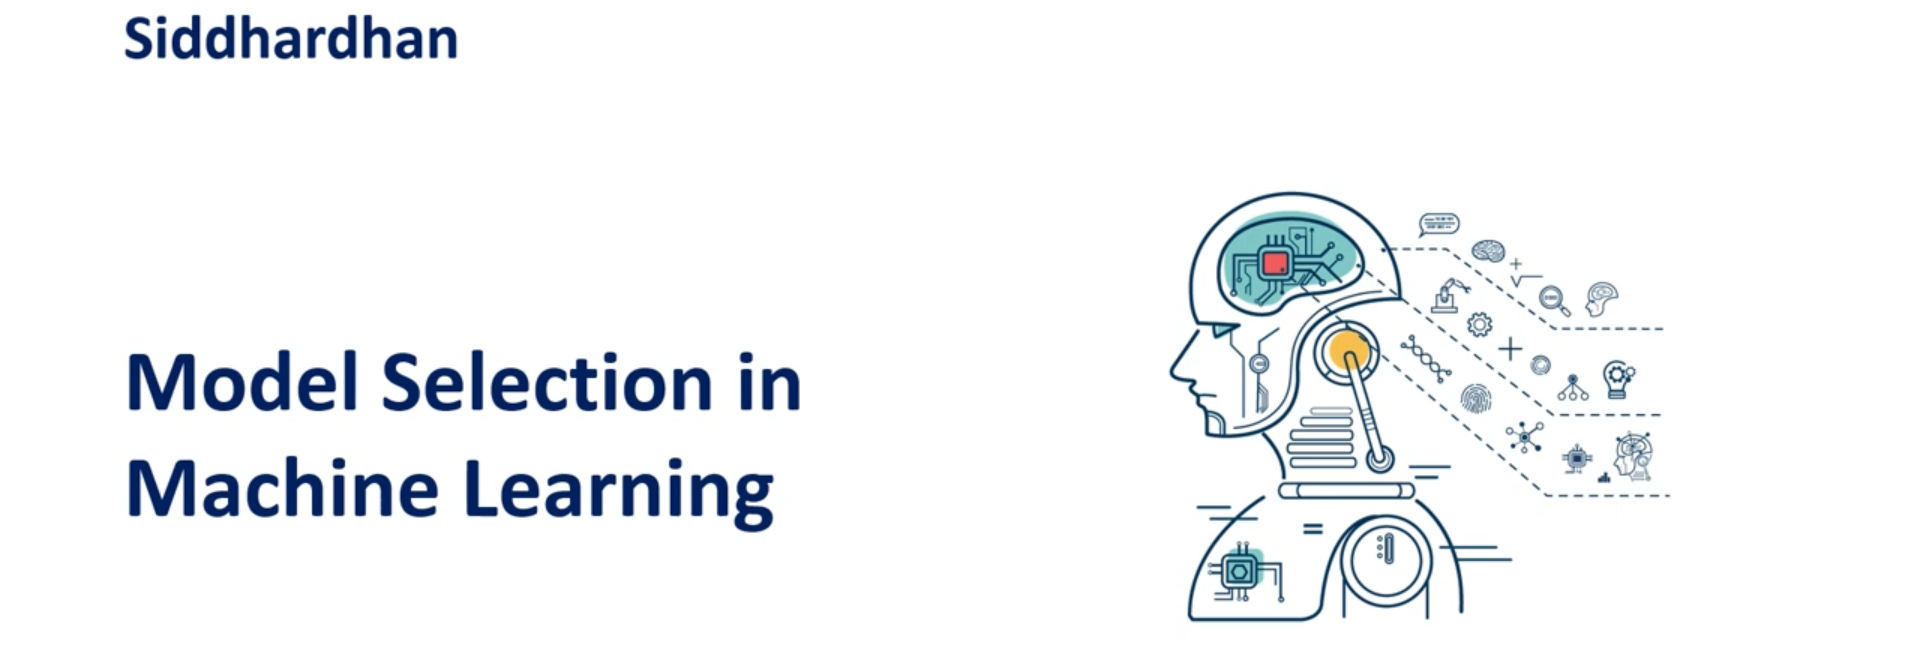 Siddhardhan
Model Selection in
Machine Learning